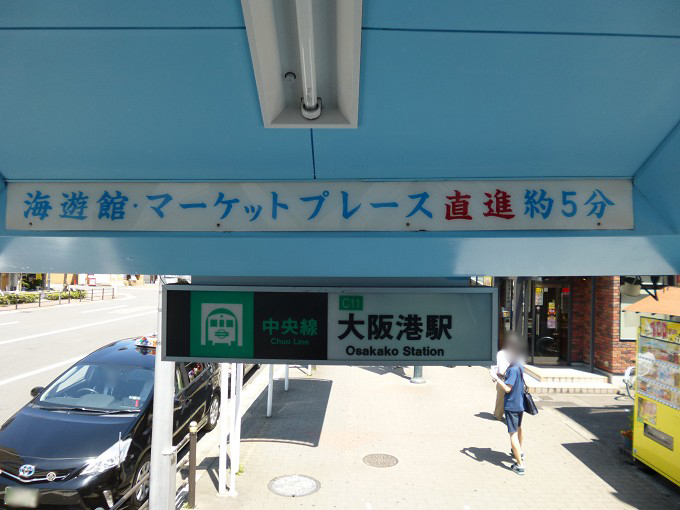 海遊館・マーケットプレース直進約5分
中央線
Chuo Line
C11
大阪港駅
Osakako Station